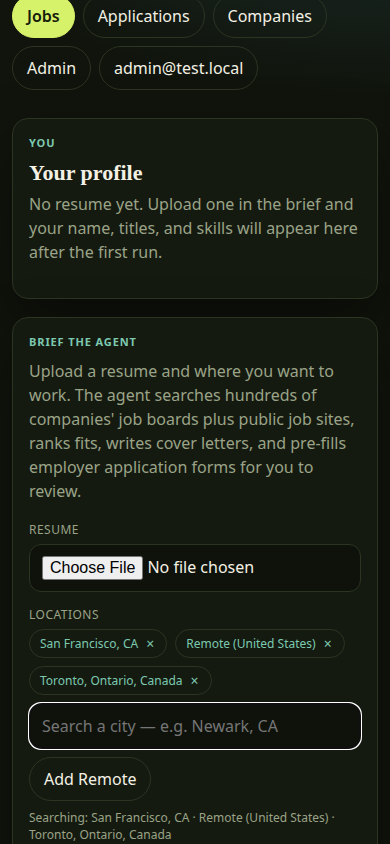 Jobs Applications Companies
Admin admin@test.local
YOU
Your profile
No resume yet. Upload one in the brief and
your name, titles, and skills will appear here
after the first run.
BRIEF THE AGENT
Upload a resume and where you want to
work. The agent searches hundreds of
companies' job boards plus public job sites,
ranks fits, writes cover letters, and pre-fills
employer application forms for you to
review.
RESUME
Choose File No file chosen
LOCATIONS
San Francisco, CA × Remote (United States) ×
Toronto, Ontario, Canada ×
Search a city — e.g. Newark, CA
Add Remote
Searching: San Francisco, CA · Remote (United States) ·
Toronto, Ontario, Canada